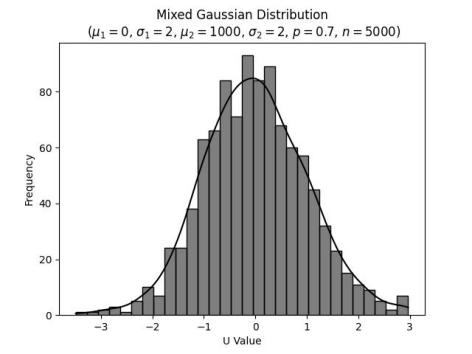 Mixed Gaussian Distribution
(μ₁ = 0, σ₁ = 2, μ₂ = 1000, σ₂ = 2, p = 0.7, n = 5000)
80
60
40
20
0
Frequency
−3 −2 −1 0 1 2 3
U Value